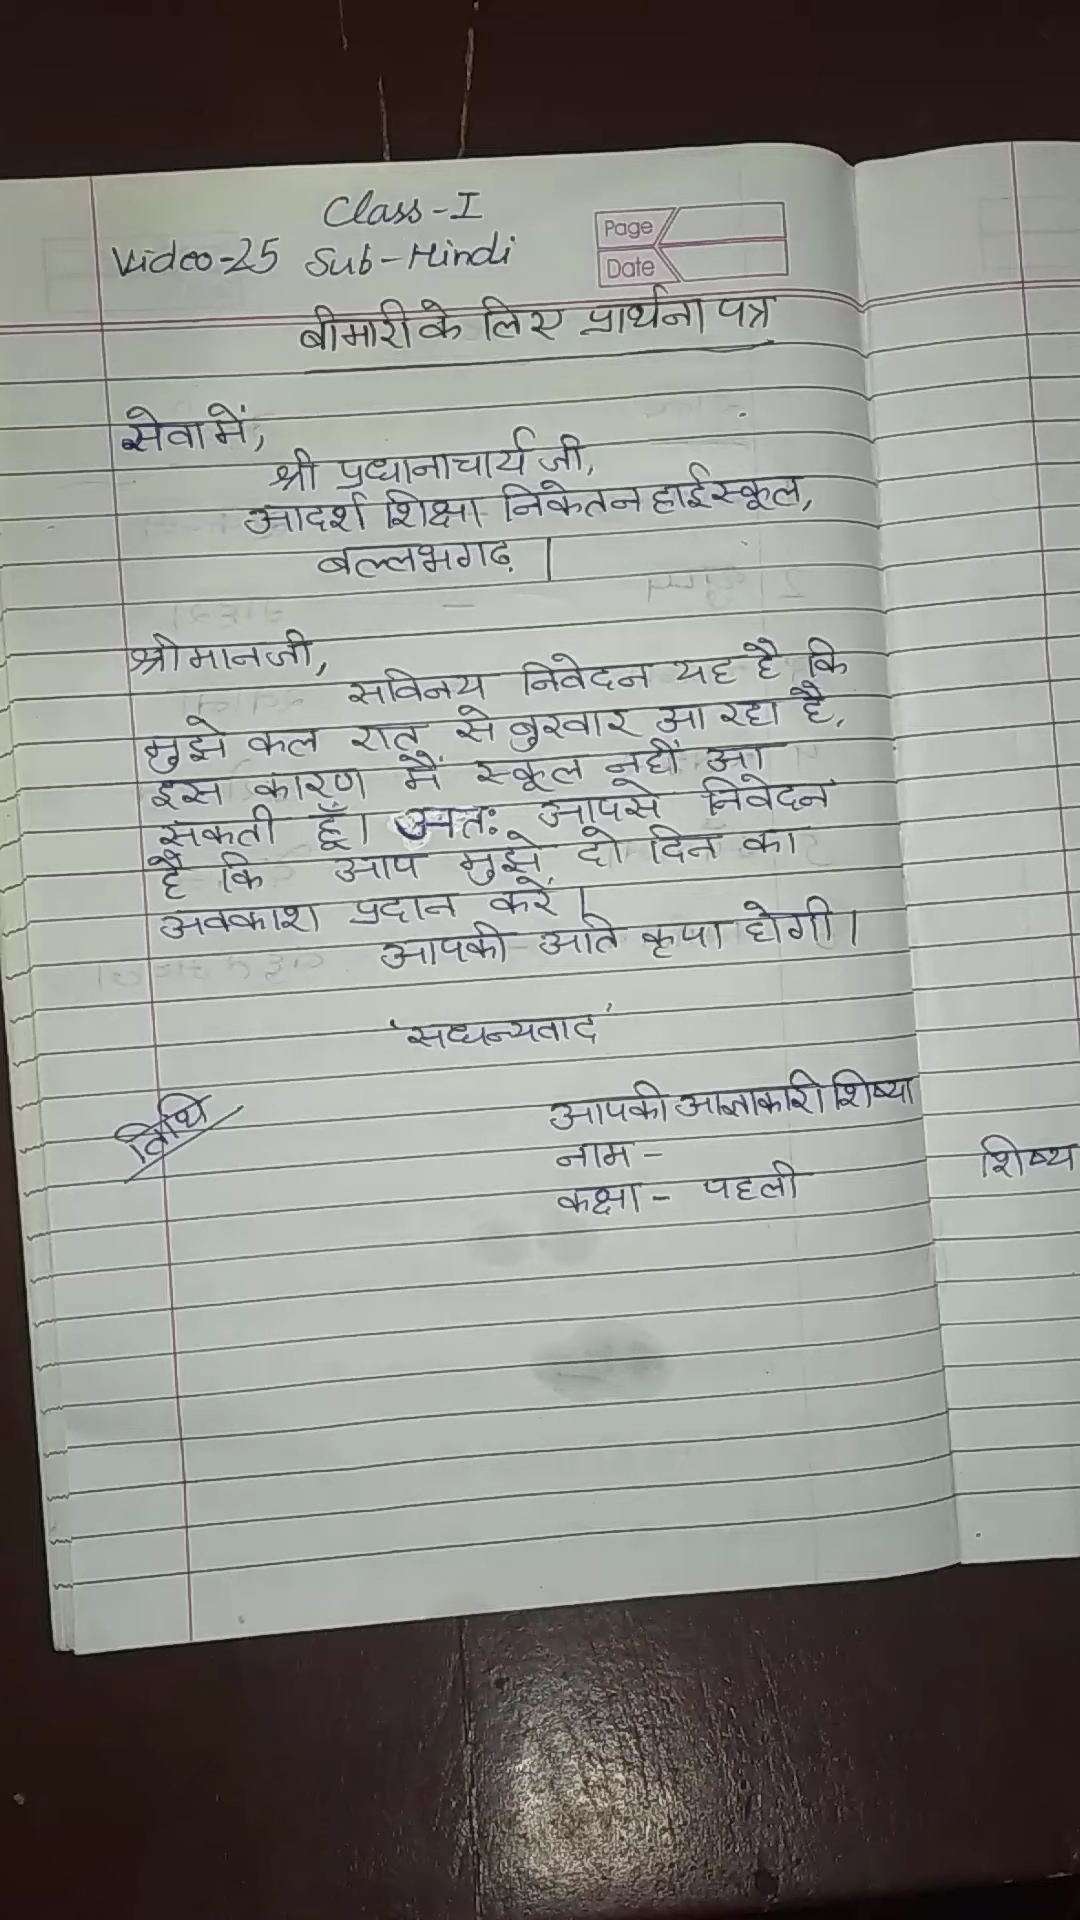 Class-I
Video-25 Sub-Hindi
Page
Date
बीमारी के लिए प्रार्थना पत्र
सेवा में,
श्री प्रधानाचार्य जी,
आदर्श शिक्षा निकेतन हाई स्कूल,
बल्लभगढ़ ।
श्रीमानजी,
सविनय निवेदन यह है कि
मुझे कल रात से बुखार आ रहा है,
इस कारण मैं स्कूल नहीं आ
सकती हूँ। अतः आपसे निवेदन
है कि आप मुझे दो दिन का
अवकाश प्रदान करें ।
आपकी अति कृपा होगी ।
'सधन्यवाद'
आपकी आज्ञाकारी शिष्या
नाम -
कक्षा - पहली
शिष्य